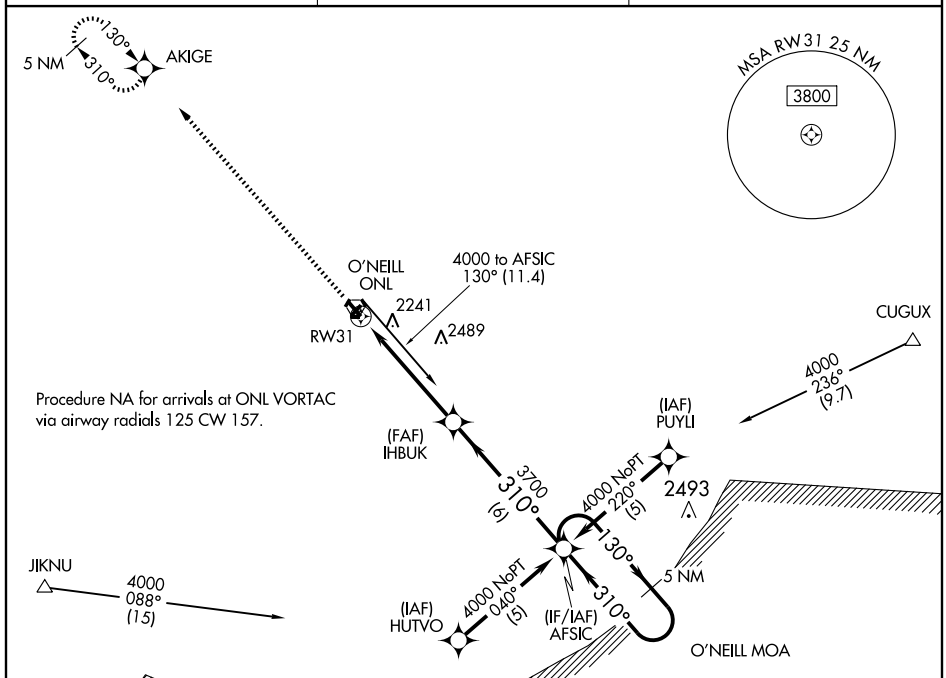 130°
AKIGE
5 NM
310°
MSA RW31 25 NM
3800
O'NEILL
ONL
4000 to AFSIC
130° (11.4)
2241
2489
RW31
CUGUX
4000
236°
(9.7)
Procedure NA for arrivals at ONL VORTAC
via airway radials 125 CW 157.
(IAF)
PUYLI
(FAF)
IHBUK
3700
310°
(6)
4000 NoPT
220°
(5)
2493
130°
5 NM
JIKNU
4000
088°
(15)
4000 NoPT
040°
(5)
(IAF)
HUTVO
(IF/IAF)
AFSIC
310°
O'NEILL MOA